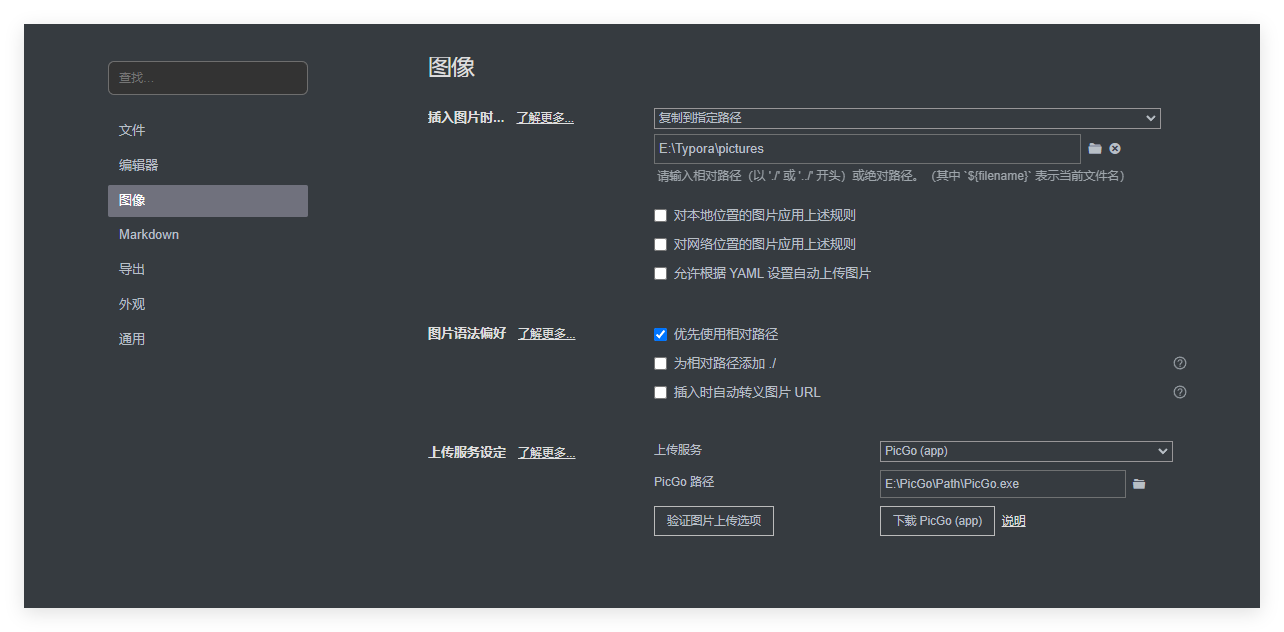 查找...
文件
编辑器
图像
Markdown
导出
外观
通用
图像
插入图片时... 了解更多...
复制到指定路径
E:\Typora\pictures
请输入相对路径（以 './' 或 '../' 开头）或绝对路径。（其中 `${filename}` 表示当前文件名）
对本地位置的图片应用上述规则
对网络位置的图片应用上述规则
允许根据 YAML 设置自动上传图片
图片语法偏好 了解更多...
优先使用相对路径
为相对路径添加 ./
插入时自动转义图片 URL
上传服务设定 了解更多...
上传服务 PicGo (app)
PicGo 路径 E:\PicGo\Path\PicGo.exe
验证图片上传选项 下载 PicGo (app) 说明